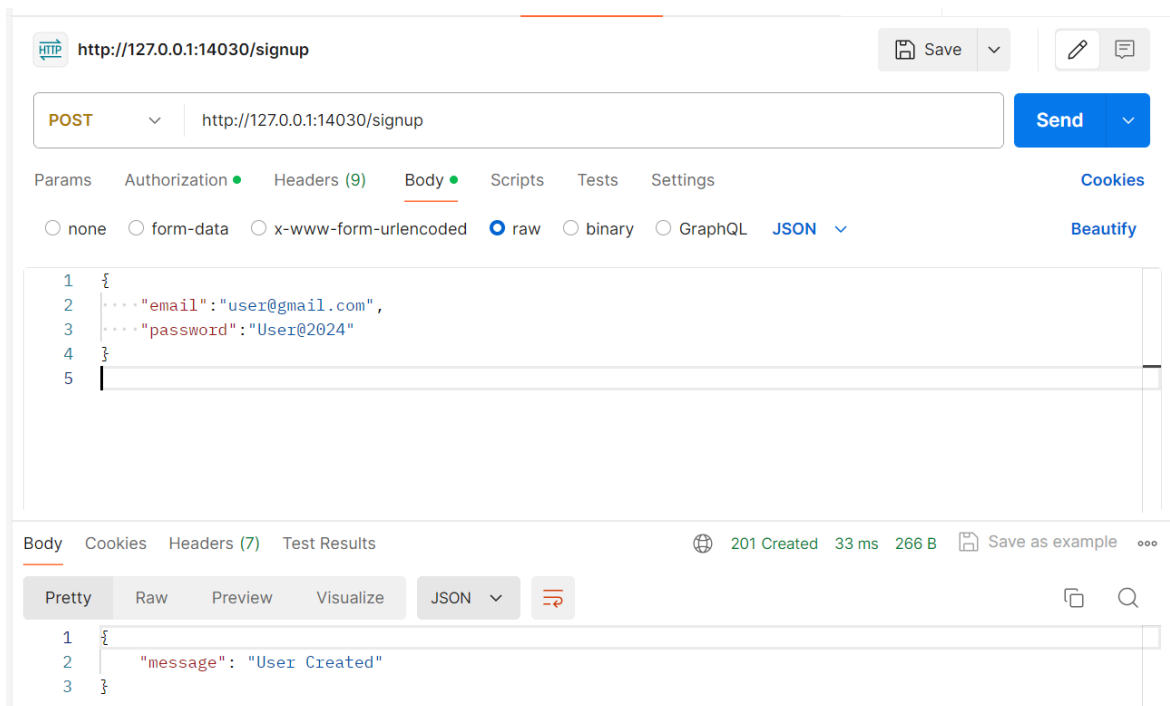 HTTP http://127.0.0.1:14030/signup Save
POST http://127.0.0.1:14030/signup Send
Params Authorization Headers (9) Body Scripts Tests Settings Cookies
none form-data x-www-form-urlencoded raw binary GraphQL JSON Beautify
1 {
2 ····"email":"user@gmail.com",
3 ····"password":"User@2024"
4 }
5
Body Cookies Headers (7) Test Results 201 Created 33 ms 266 B Save as example
Pretty Raw Preview Visualize JSON
1 {
2 "message": "User Created"
3 }